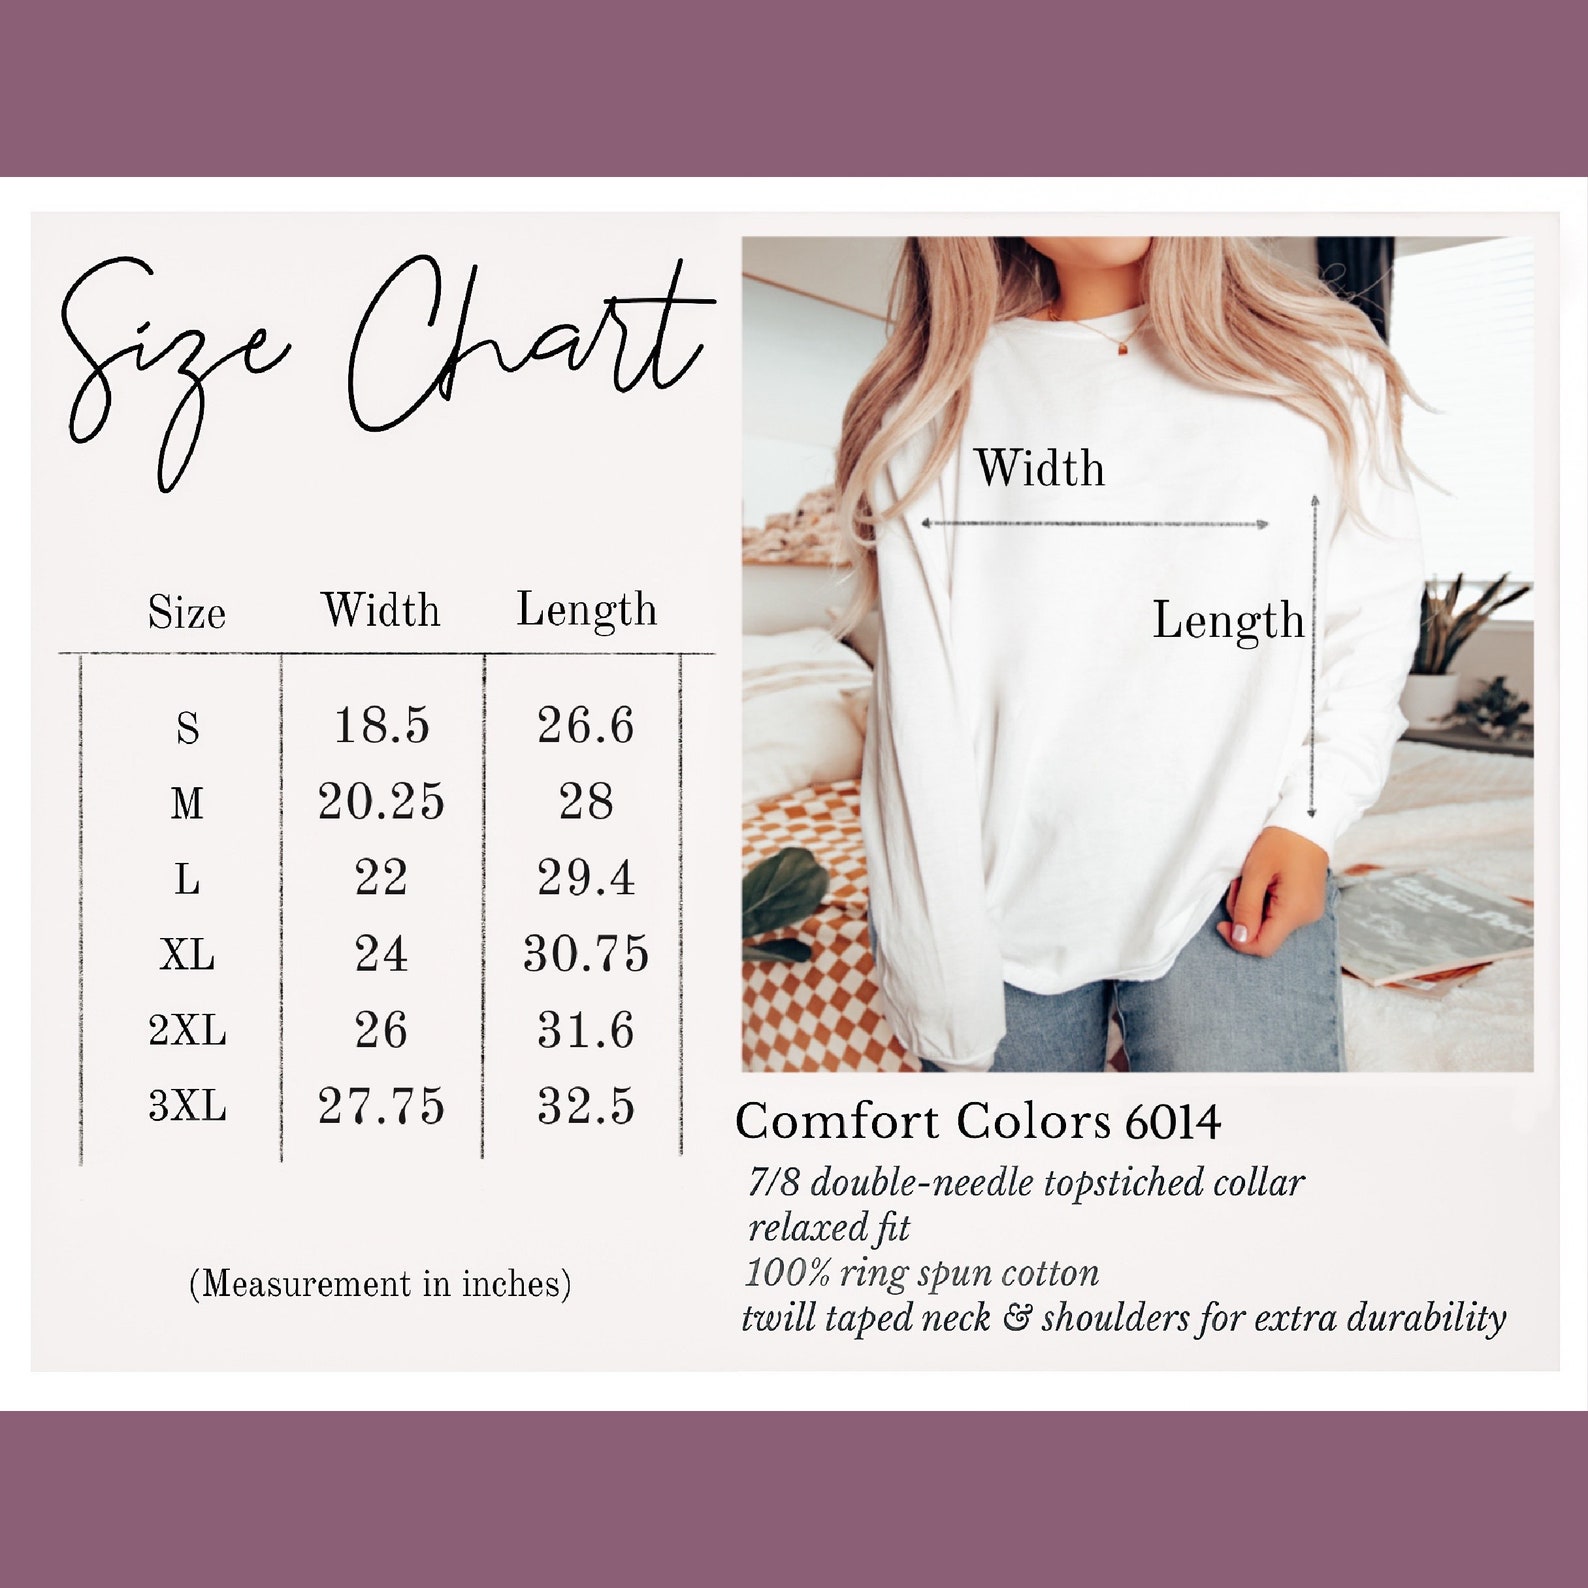 Size Chart
Size Width Length
S 18.5 26.6
M 20.25 28
L 22 29.4
XL 24 30.75
2XL 26 31.6
3XL 27.75 32.5
(Measurement in inches)
Width
Length
Comfort Colors 6014
7/8 double-needle topstiched collar
relaxed fit
100% ring spun cotton
twill taped neck & shoulders for extra durability